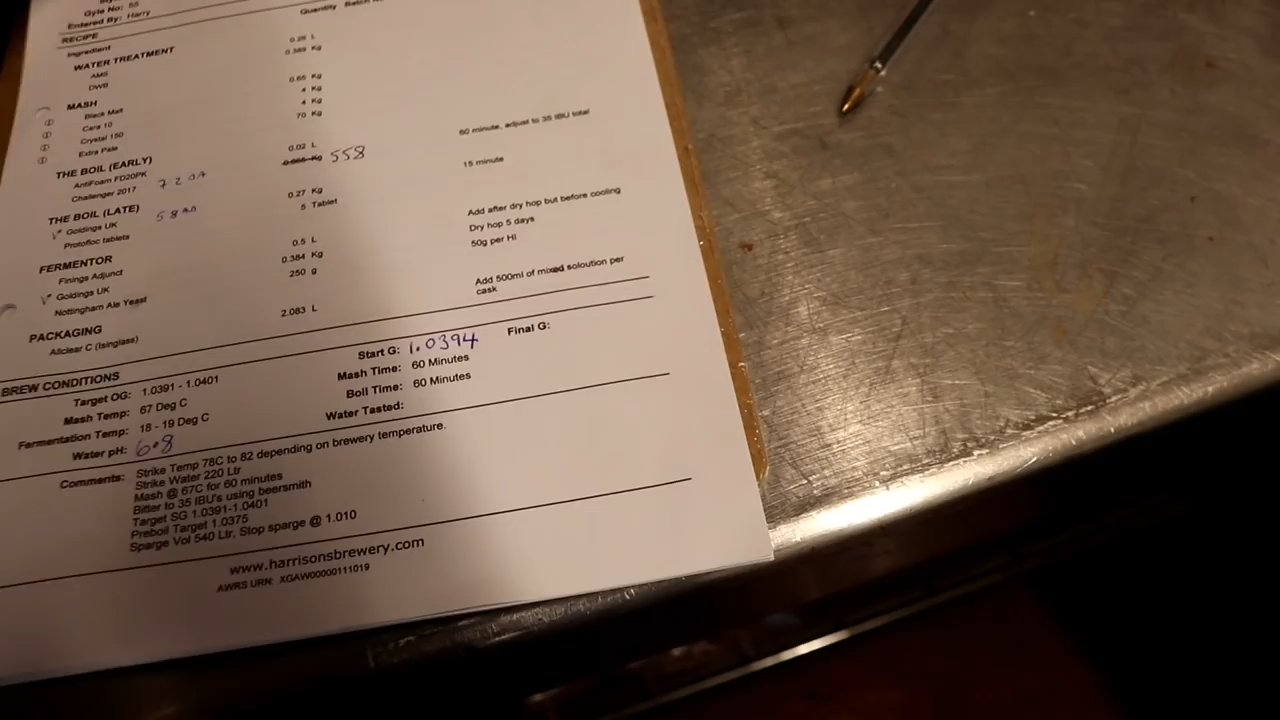 Gyle No: 55
Entered By: Harry
RECIPE
Ingredient Quantity Batch
WATER TREATMENT
AMS 0.26 L
DWB 0.389 Kg
MASH
Black Malt 0.65 Kg
Cara 10 4 Kg
Crystal 150 4 Kg
Extra Pale 70 Kg
THE BOIL (EARLY)
AntiFoam FD20PK 0.02 L
Challenger 2017 Kg 558 60 minute, adjust to 35 IBU total
THE BOIL (LATE)
Goldings UK 0.27 Kg 15 minute
Protofloc tablets 5 Tablet
FERMENTOR
Finings Adjunct 0.5 L Add after dry hop but before cooling
Goldings UK 0.384 Kg Dry hop 5 days
Nottingham Ale Yeast 250 g 50g per Hl
PACKAGING
Allclear C (Isinglass) 2.083 L Add 500ml of mixed soloution per
cask
BREW CONDITIONS
Target OG: 1.0391 - 1.0401 Start G: 1.0394 Final G:
Mash Temp: 67 Deg C Mash Time: 60 Minutes
Fermentation Temp: 18 - 19 Deg C Boil Time: 60 Minutes
Water pH: 6.8 Water Tasted:
Comments: Strike Temp 78C to 82 depending on brewery temperature.
Strike Water 220 Ltr
Mash @ 67C for 60 minutes
Bitter to 35 IBU's using beersmith
Target SG 1.0391-1.0401
Preboil Target 1.0375
Sparge Vol 540 Ltr, Stop sparge @ 1.010
www.harrisonsbrewery.com
AWRS URN: XGAW00000111019